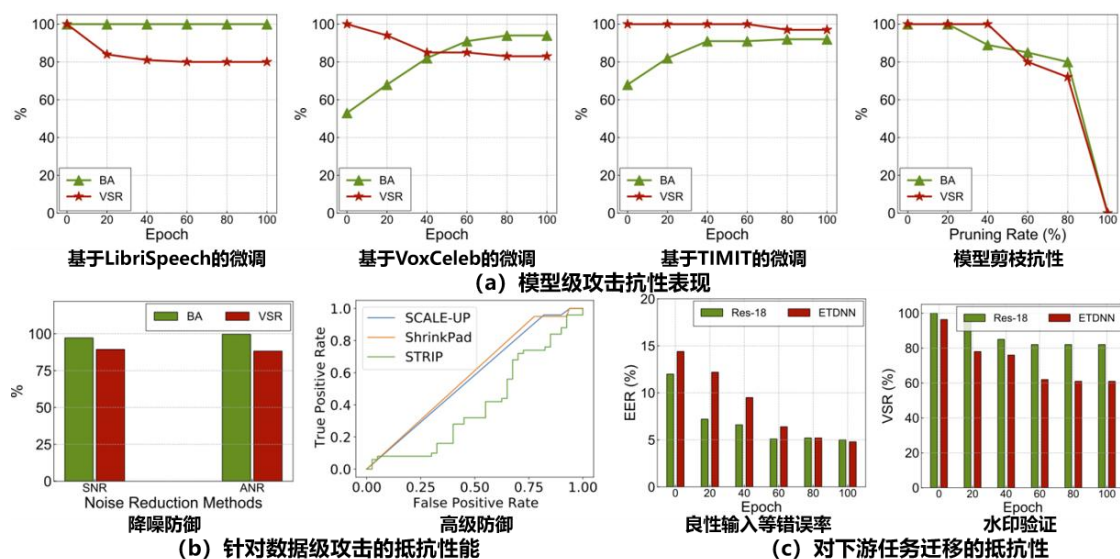 100
80
60
40
20
0
%
BA
VSR
0 20 40 60 80 100
Epoch
基于LibriSpeech的微调
100
80
60
40
20
0
%
BA
VSR
0 20 40 60 80 100
Epoch
基于VoxCeleb的微调
100
80
60
40
20
0
%
BA
VSR
0 20 40 60 80 100
Epoch
基于TIMIT的微调
100
80
60
40
20
0
%
BA
VSR
0 20 40 60 80 100
Pruning Rate (%)
模型剪枝抗性
（a）模型级攻击抗性表现
100
75
50
25
0
%
BA VSR
SNR ANR
Noise Reduction Methods
降噪防御
1.0
0.8
0.6
0.4
0.2
0.0
True Positive Rate
SCALE-UP
ShrinkPad
STRIP
0.00 0.25 0.50 0.75 1.00
False Positive Rate
高级防御
（b）针对数据级攻击的抵抗性能
20
15
10
5
0
EER (%)
Res-18 ETDNN
0 20 40 60 80 100
Epoch
良性输入等错误率
100
80
60
40
20
0
VSR (%)
Res-18 ETDNN
0 20 40 60 80 100
Epoch
水印验证
（c）对下游任务迁移的抵抗性